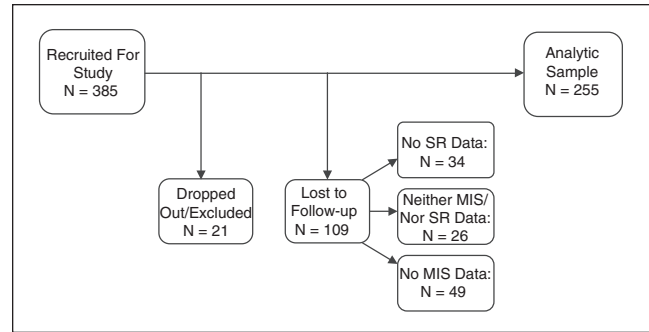 Recruited For
Study
N = 385
Analytic
Sample
N = 255
Dropped
Out/Excluded
N = 21
Lost to
Follow-up
N = 109
No SR Data:
N = 34
Neither MIS/
Nor SR Data:
N = 26
No MIS Data:
N = 49